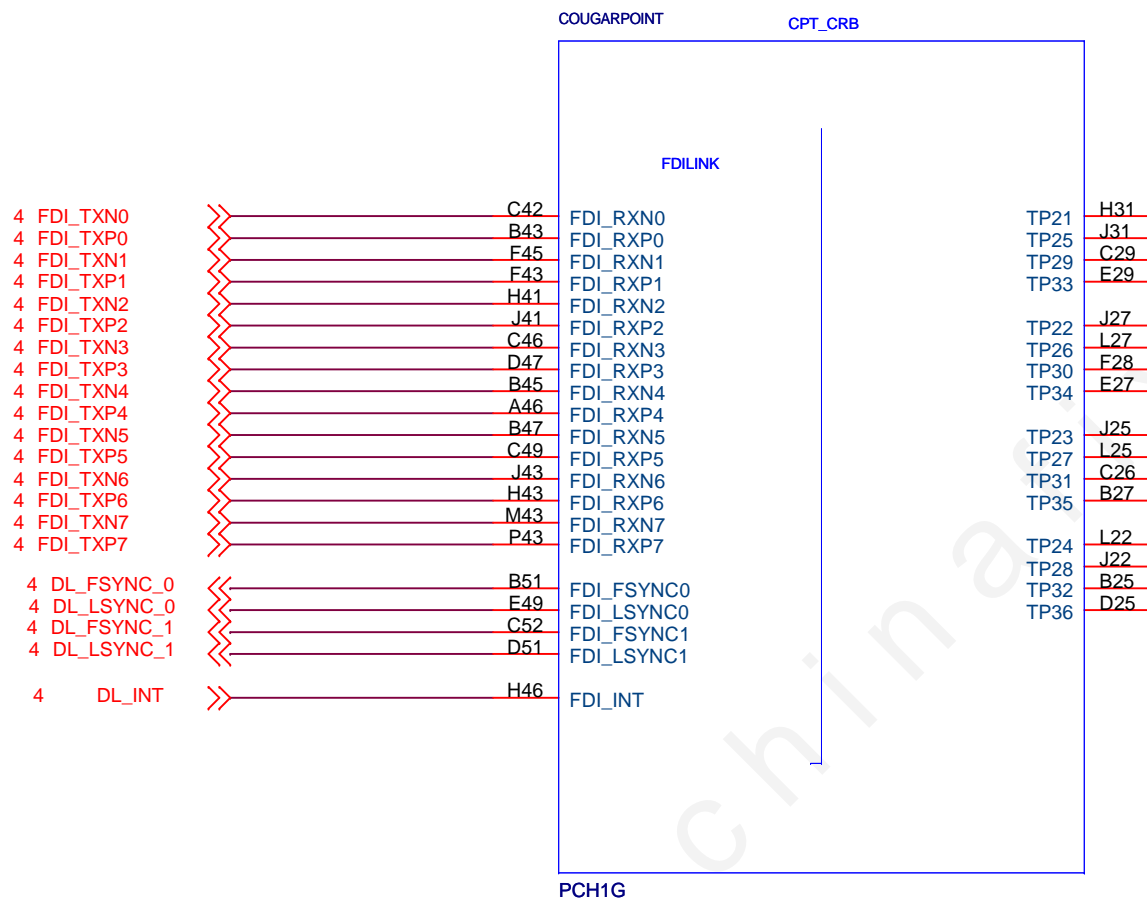 COUGARPOINT
CPT_CRB
FDILINK
4 FDI_TXN0 C42 FDI_RXN0 TP21 H31
4 FDI_TXP0 B43 FDI_RXP0 TP25 J31
4 FDI_TXN1 F45 FDI_RXN1 TP29 C29
4 FDI_TXP1 F43 FDI_RXP1 TP33 E29
4 FDI_TXN2 H41 FDI_RXN2
4 FDI_TXP2 J41 FDI_RXP2 TP22 J27
4 FDI_TXN3 C46 FDI_RXN3 TP26 L27
4 FDI_TXP3 D47 FDI_RXP3 TP30 F28
4 FDI_TXN4 B45 FDI_RXN4 TP34 E27
4 FDI_TXP4 A46 FDI_RXP4
4 FDI_TXN5 B47 FDI_RXN5 TP23 J25
4 FDI_TXP5 C49 FDI_RXP5 TP27 L25
4 FDI_TXN6 J43 FDI_RXN6 TP31 C26
4 FDI_TXP6 H43 FDI_RXP6 TP35 B27
4 FDI_TXN7 M43 FDI_RXN7
4 FDI_TXP7 P43 FDI_RXP7 TP24 L22
TP28 J22
4 DL_FSYNC_0 B51 FDI_FSYNC0 TP32 B25
4 DL_LSYNC_0 E49 FDI_LSYNC0 TP36 D25
4 DL_FSYNC_1 C52 FDI_FSYNC1
4 DL_LSYNC_1 D51 FDI_LSYNC1
4 DL_INT H46 FDI_INT
PCH1G